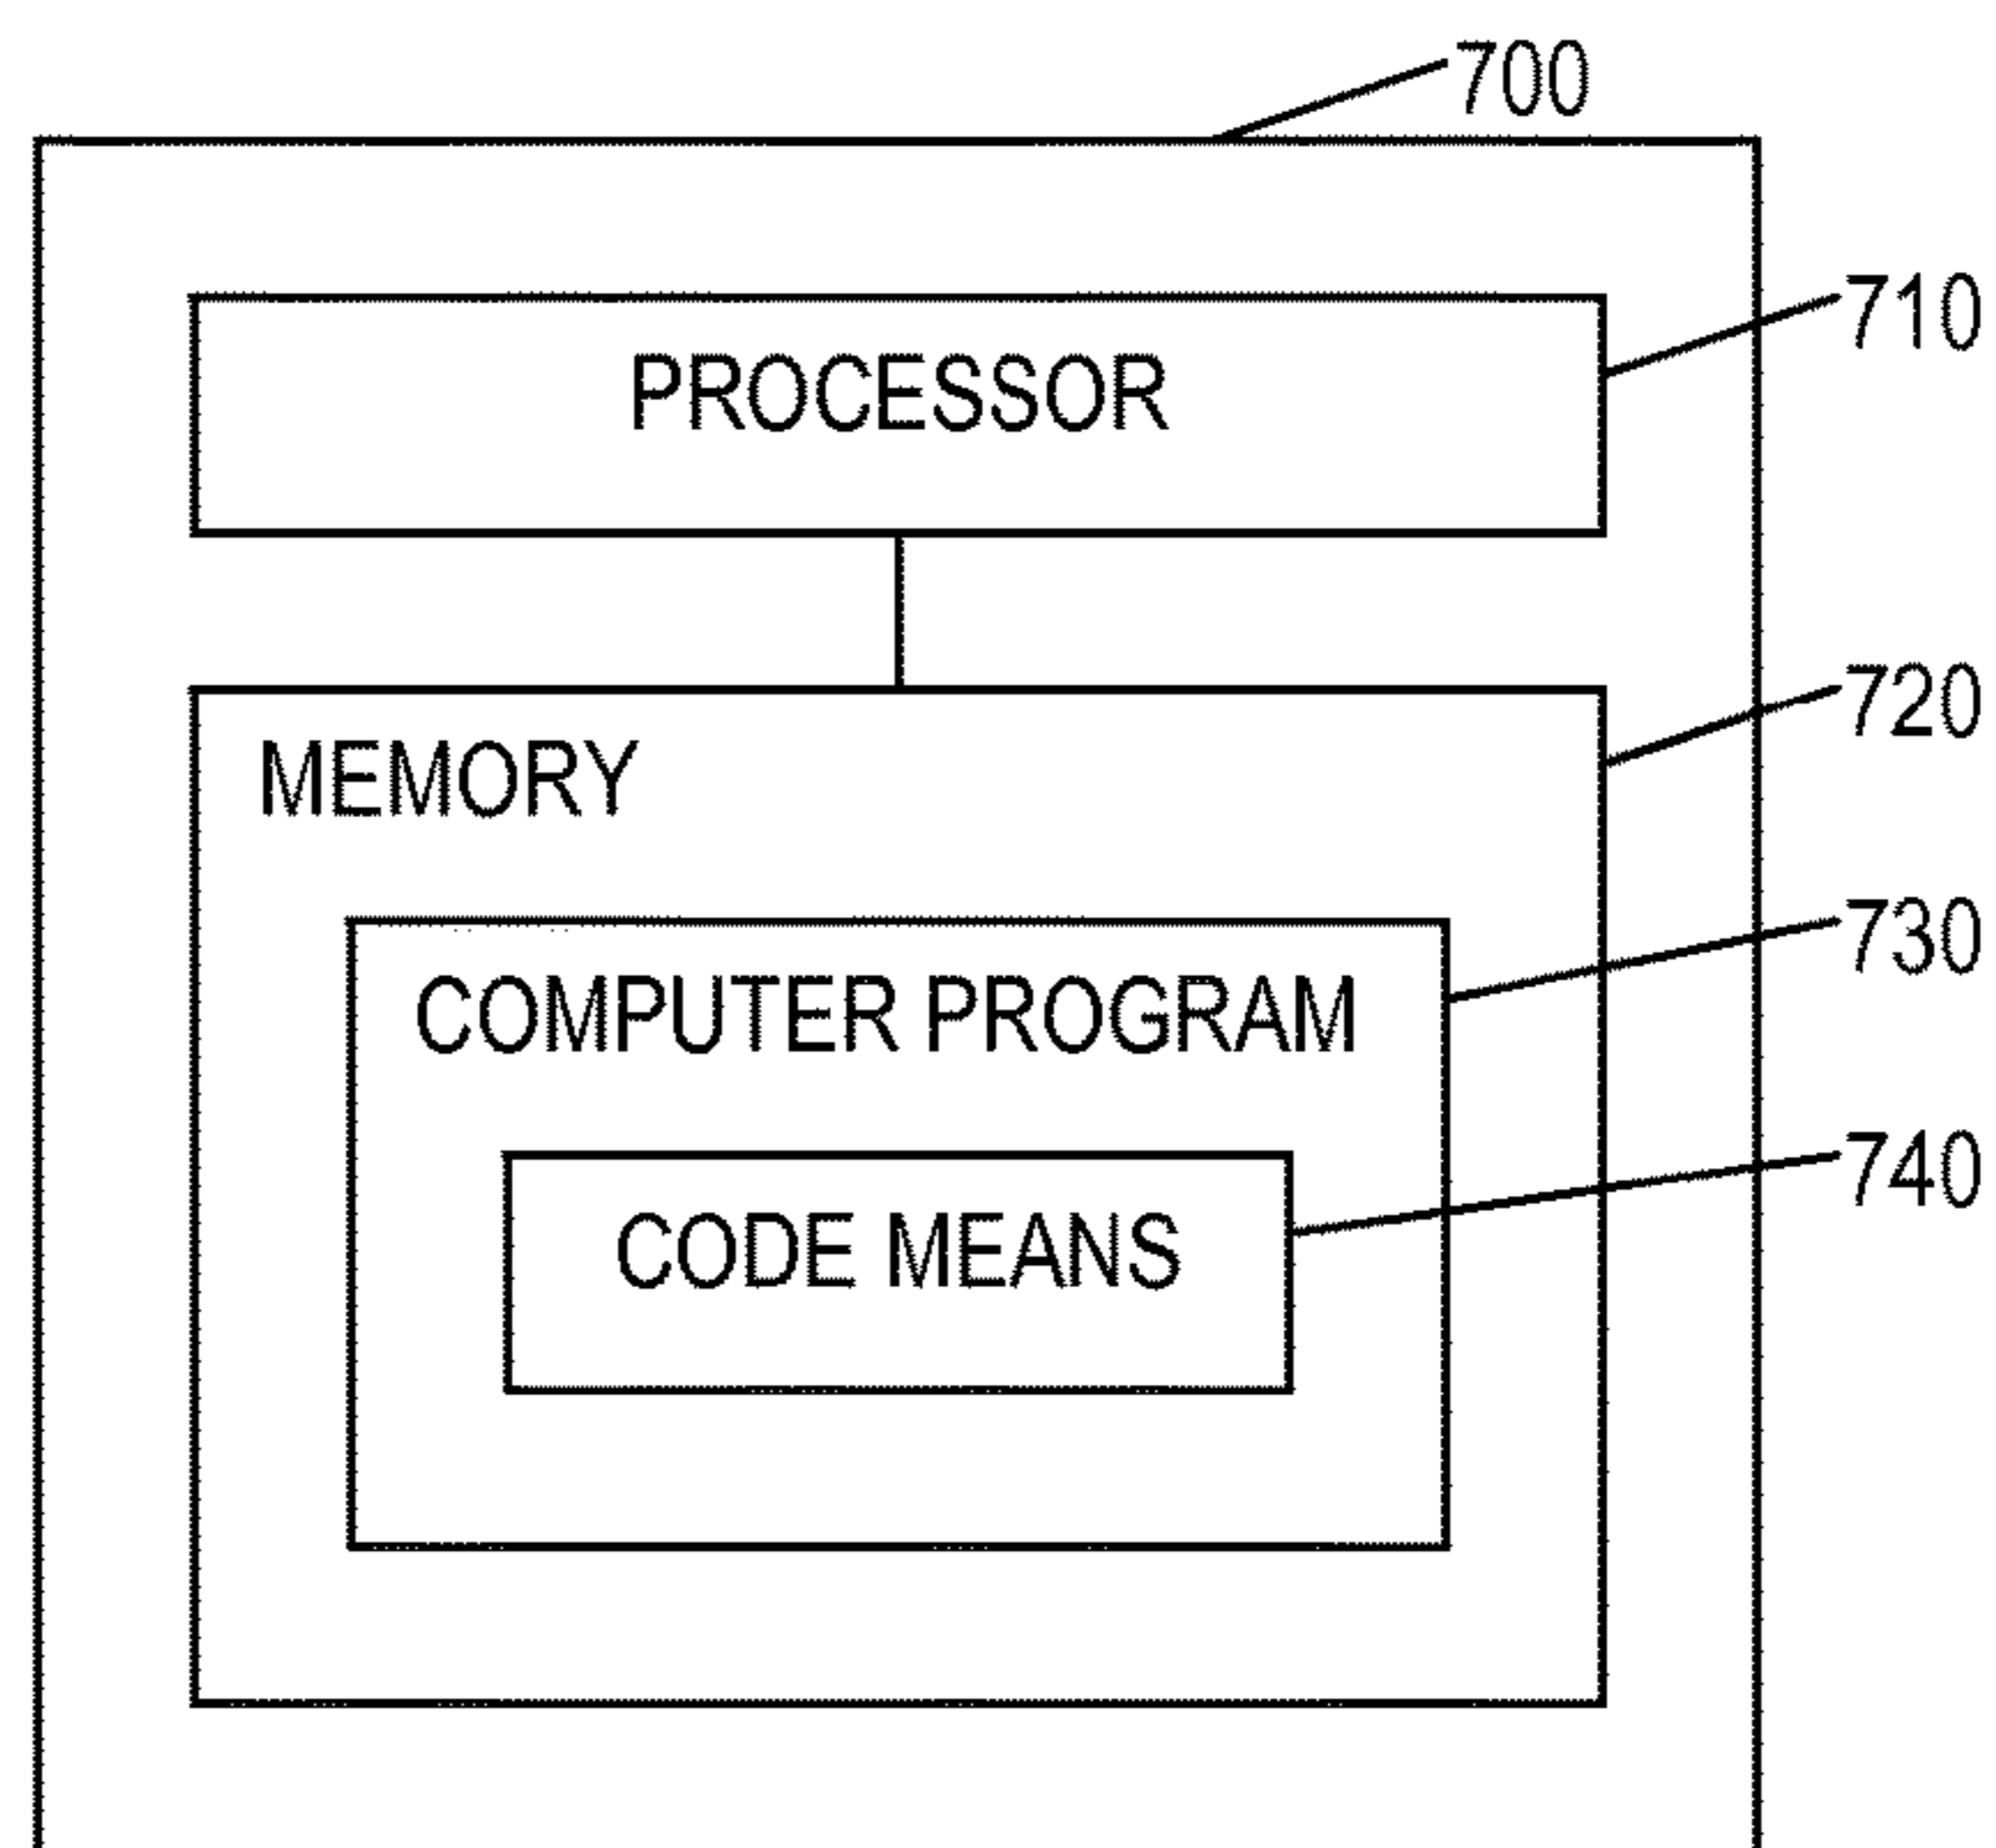 700
710
PROCESSOR
720
MEMORY
730
COMPUTER PROGRAM
740
CODE MEANS